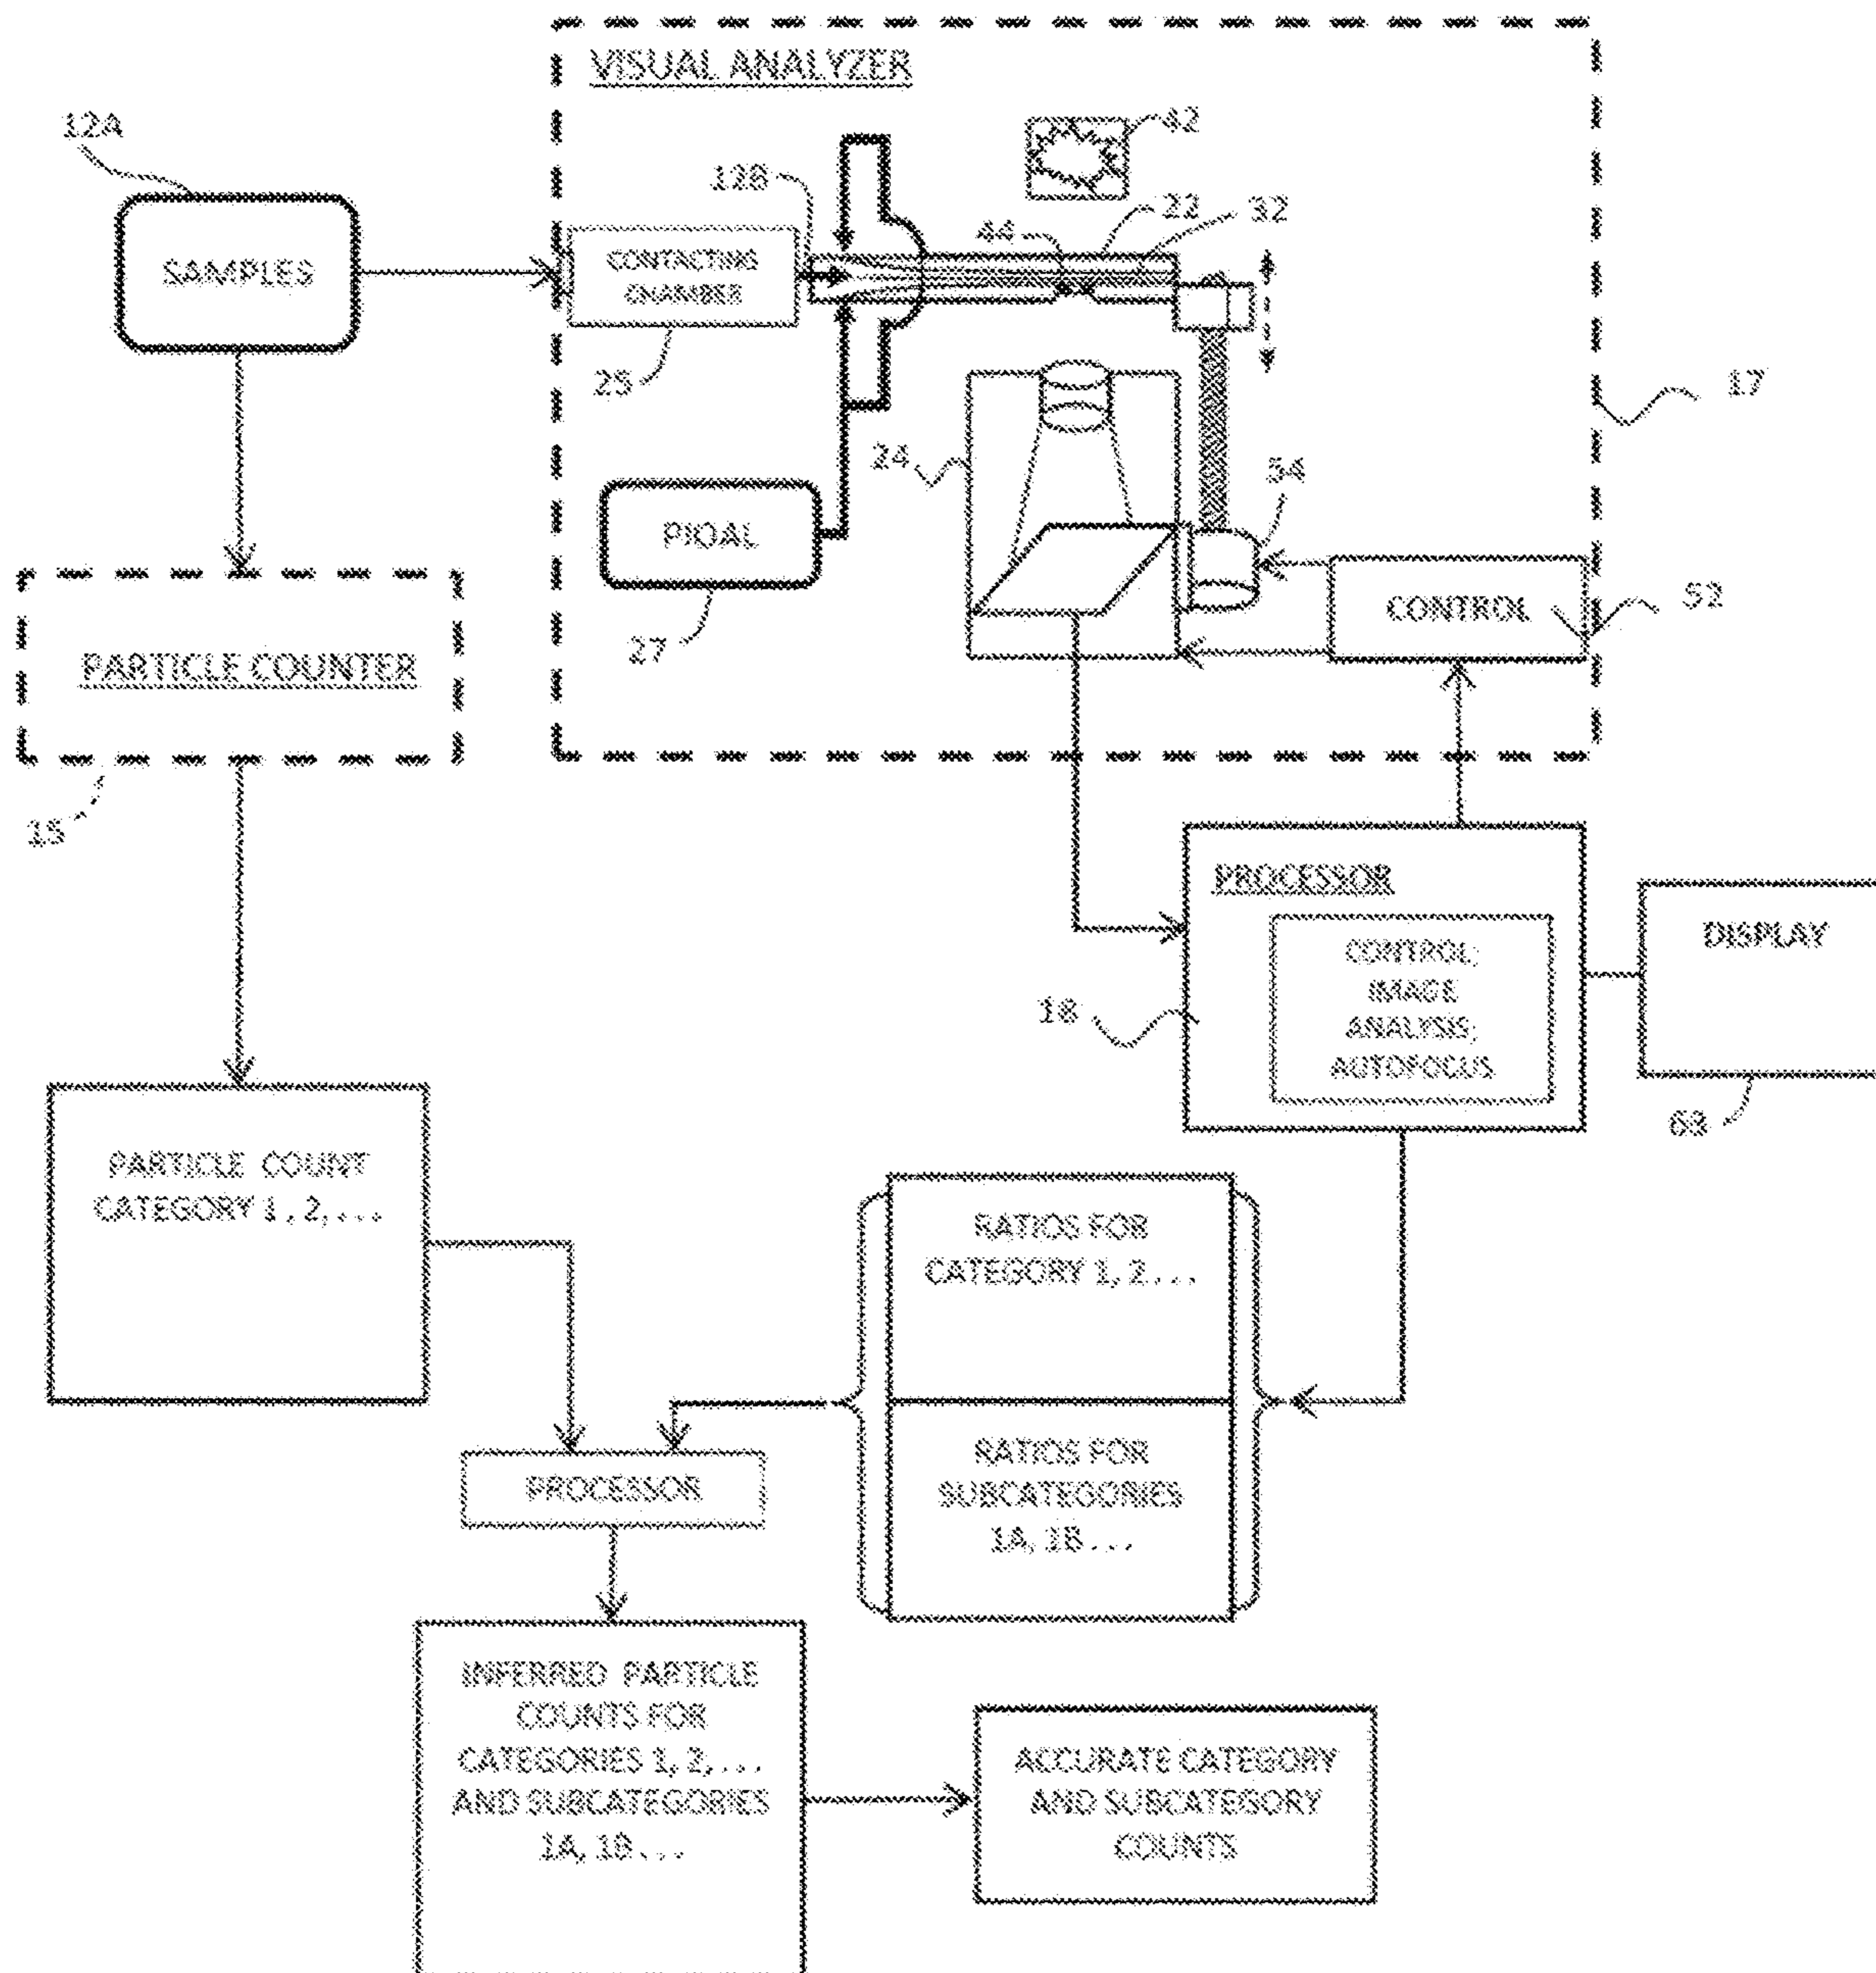 VISUAL ANALYZER
12A
42
12B
22
32
44
SAMPLES
CONTACTING
CHAMBER
25
17
24
54
PIOAL
27
CONTROL
52
PARTICLE COUNTER
15
PROCESSOR
DISPLAY
CONTROL;
IMAGE
ANALYSIS;
AUTOFOCUS
18
63
PARTICLE COUNT
CATEGORY 1 , 2, . . .
RATIOS FOR
CATEGORY 1, 2 . . .
RATIOS FOR
SUBCATEGORIES
1A, 1B . . .
PROCESSOR
INFERRED PARTICLE
COUNTS FOR
CATEGORIES 1, 2, . . .
AND SUBCATEGORIES
1A, 1B . . .
ACCURATE CATEGORY
AND SUBCATEGORY
COUNTS